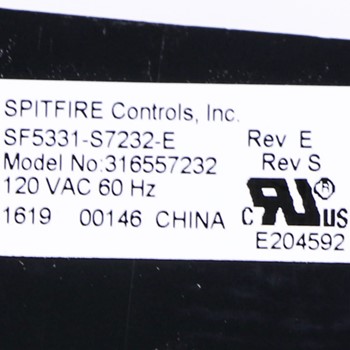 SPITFIRE Controls, Inc.
SF5331-S7232-E Rev E
Model No:316557232 Rev S
120 VAC 60 Hz
1619 00146 CHINA C UR US ®
E204592